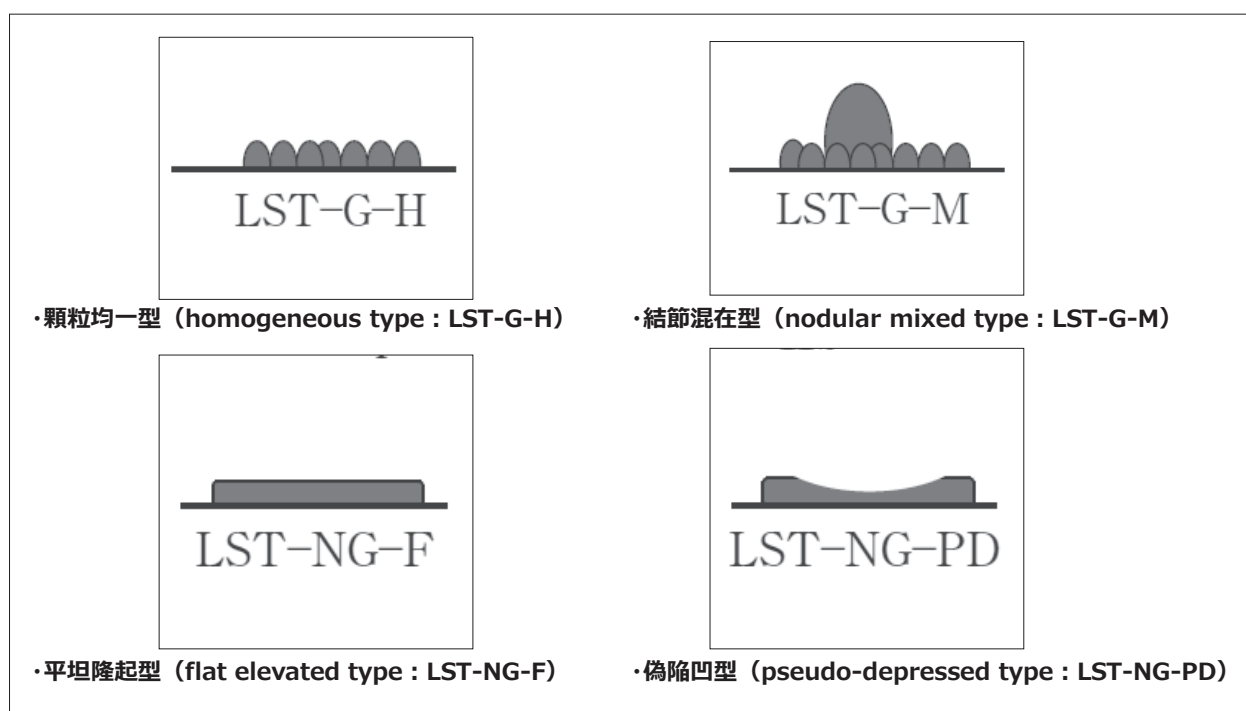 LST-G-H
LST-G-M
･顆粒均一型（homogeneous type : LST-G-H）
･結節混在型（nodular mixed type : LST-G-M）
LST-NG-F
LST-NG-PD
･平坦隆起型（flat elevated type : LST-NG-F）
･偽陥凹型（pseudo-depressed type : LST-NG-PD）